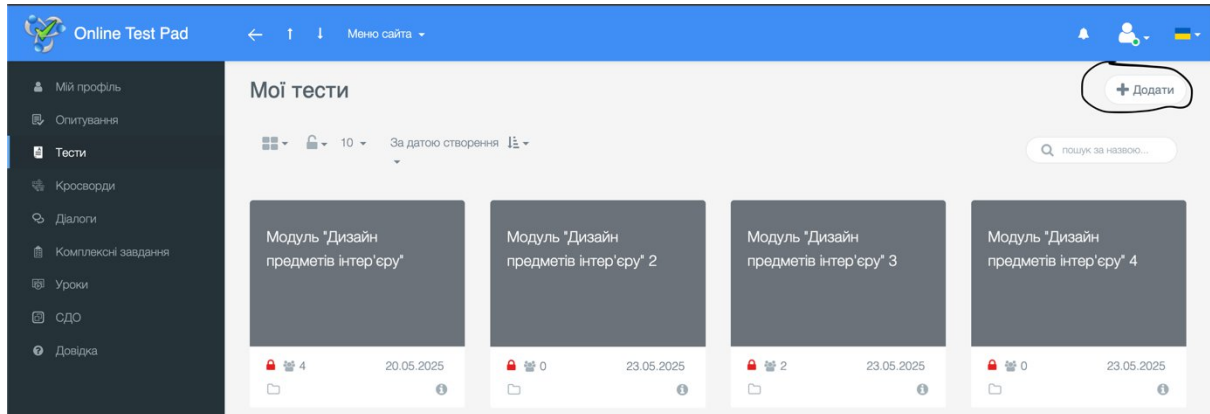 Online Test Pad
Меню сайта
Мій профіль
Опитування
Тести
Кросворди
Діалоги
Комплексні завдання
Уроки
СДО
Довідка
Мої тести
Додати
10 За датою створення
пошук за назвою...
Модуль "Дизайн
предметів інтер'єру"
4 20.05.2025
Модуль "Дизайн
предметів інтер'єру" 2
0 23.05.2025
Модуль "Дизайн
предметів інтер'єру" 3
2 23.05.2025
Модуль "Дизайн
предметів інтер'єру" 4
0 23.05.2025